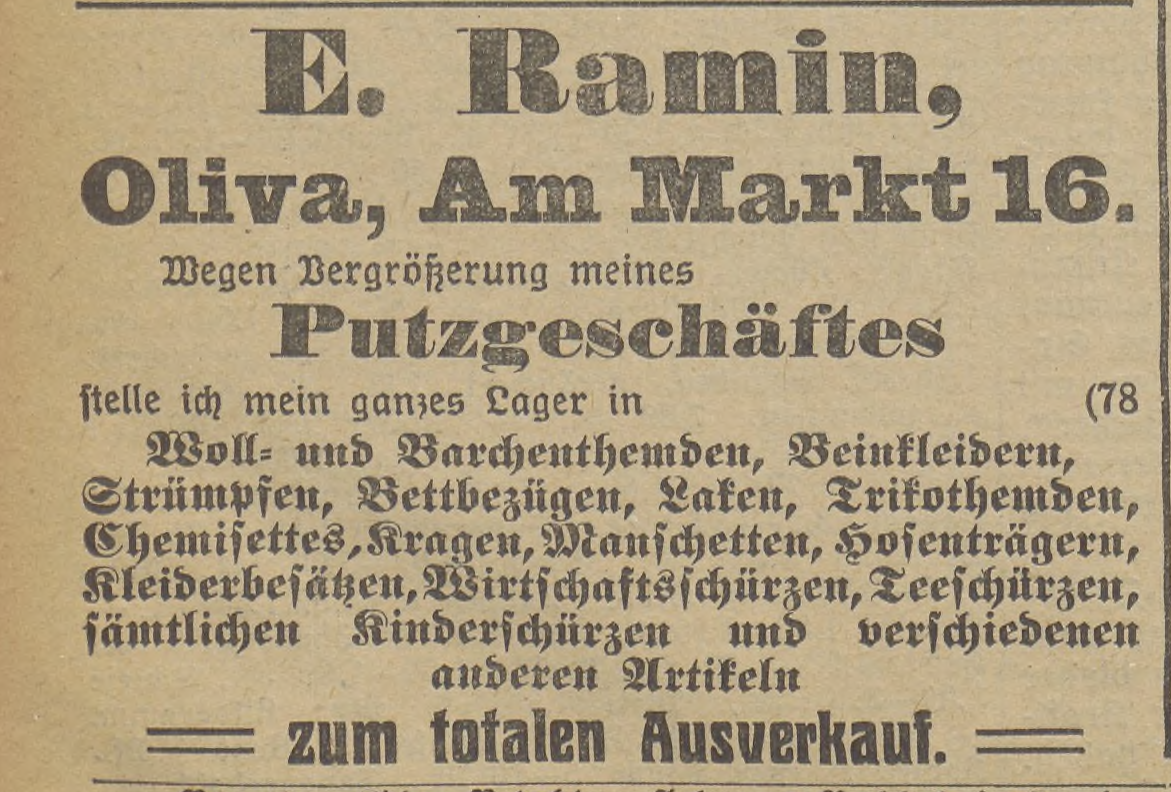 E. Ramin,
Oliva, Am Markt 16.
Wegen Vergrößerung meines
Putzgeschäftes
stelle ich mein ganzes Lager in (78
Woll- und Barchenthemden, Beinkleidern,
Strümpfen, Bettbezügen, Laken, Trikothemden,
Chemisettes, Kragen, Manschetten, Hosenträgern,
Kleiderbesätzen, Wirtschaftsschürzen, Teeschürzen,
sämtlichen Kinderschürzen und verschiedenen
anderen Artikeln
zum totalen Ausverkauf.